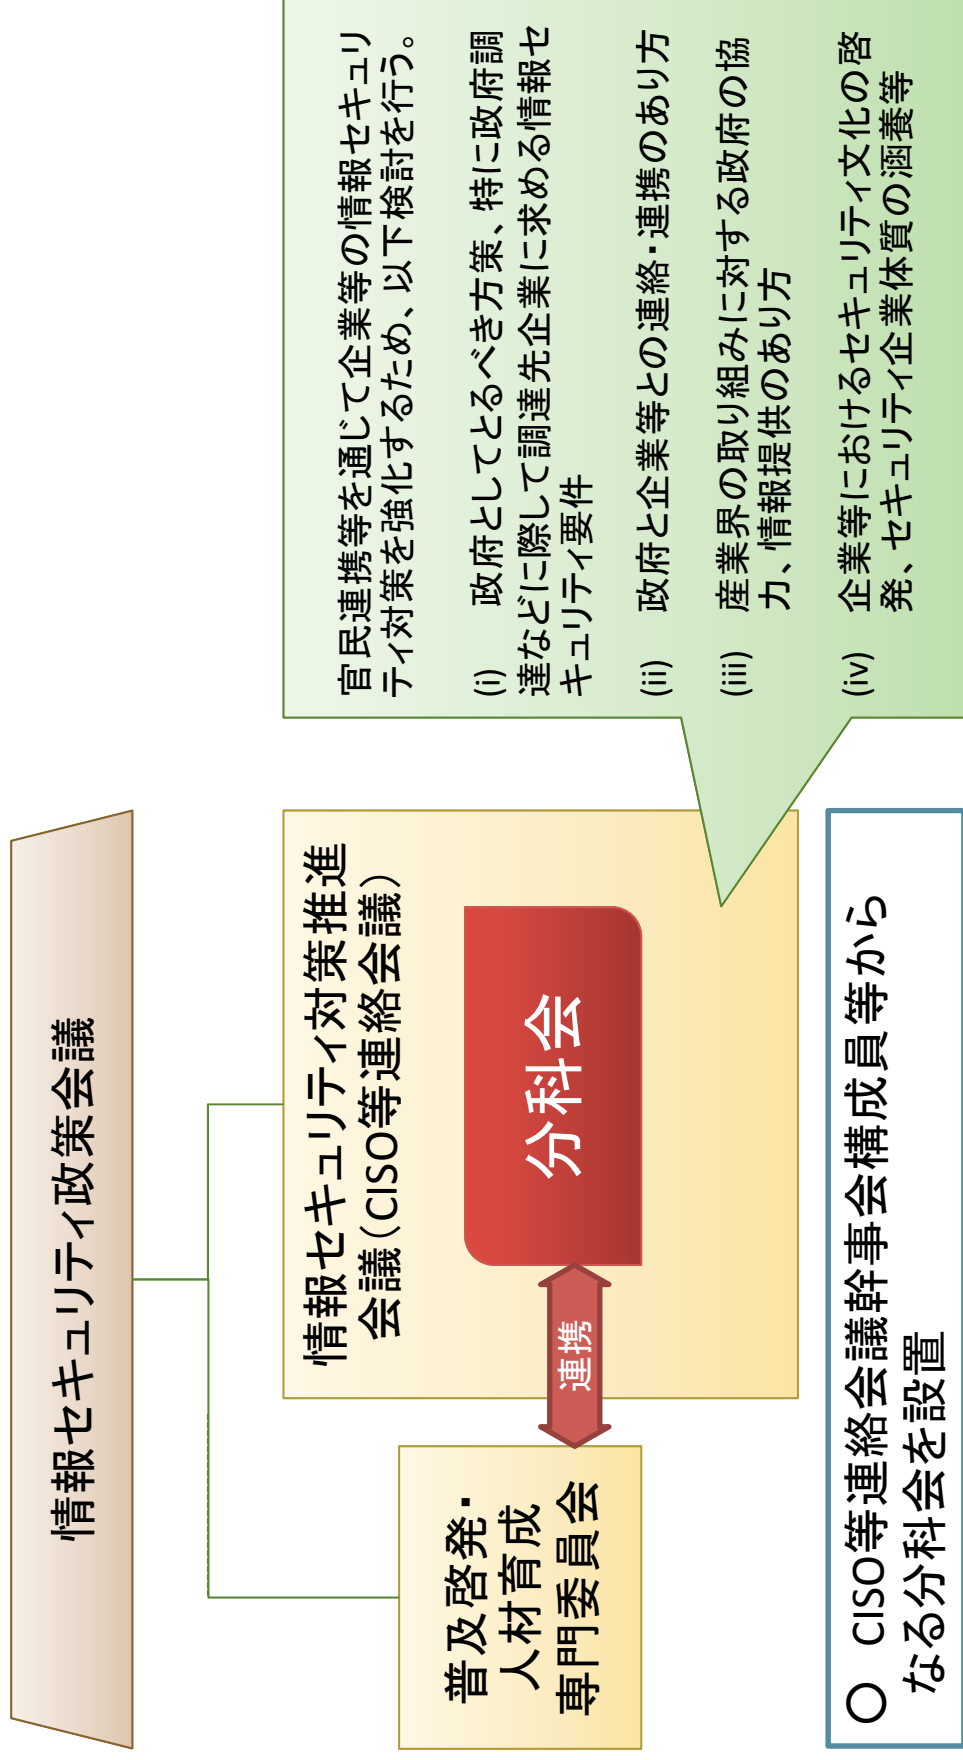 情報セキュリティ政策会議
普及啓発・
人材育成
専門委員会
情報セキュリティ対策推進
会議（CISO等連絡会議）
分科会
連携
○ CISO等連絡会議幹事会構成員等から
なる分科会を設置
官民連携等を通じて企業等の情報セキュリ
ティ対策を強化するため、以下検討を行う。
(i) 政府としてとるべき方策、特に政府調
達などに際して調達先企業に求める情報セ
キュリティ要件
(ii) 政府と企業等との連絡・連携のあり方
(iii) 産業界の取り組みに対する政府の協
力、情報提供のあり方
(iv) 企業等におけるセキュリティ文化の啓
発、セキュリティ企業体質の涵養等